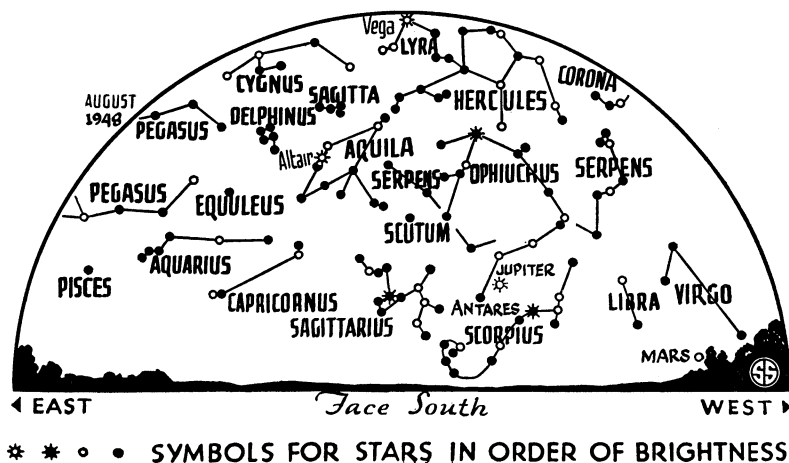 Vega
LYRA
CYGNUS
CORONA
SAGITTA
HERCULES
AUGUST
1948
PEGASUS
DELPHINUS
Altair
AQUILA
SERPENS
OPHIUCHUS
SERPENS
PEGASUS
EQUULEUS
SCUTUM
AQUARIUS
JUPITER
PISCES
CAPRICORNUS
ANTARES
LIBRA
VIRGO
SAGITTARIUS
SCORPIUS
MARS
SS
EAST
Face South
WEST
SYMBOLS FOR STARS IN ORDER OF BRIGHTNESS